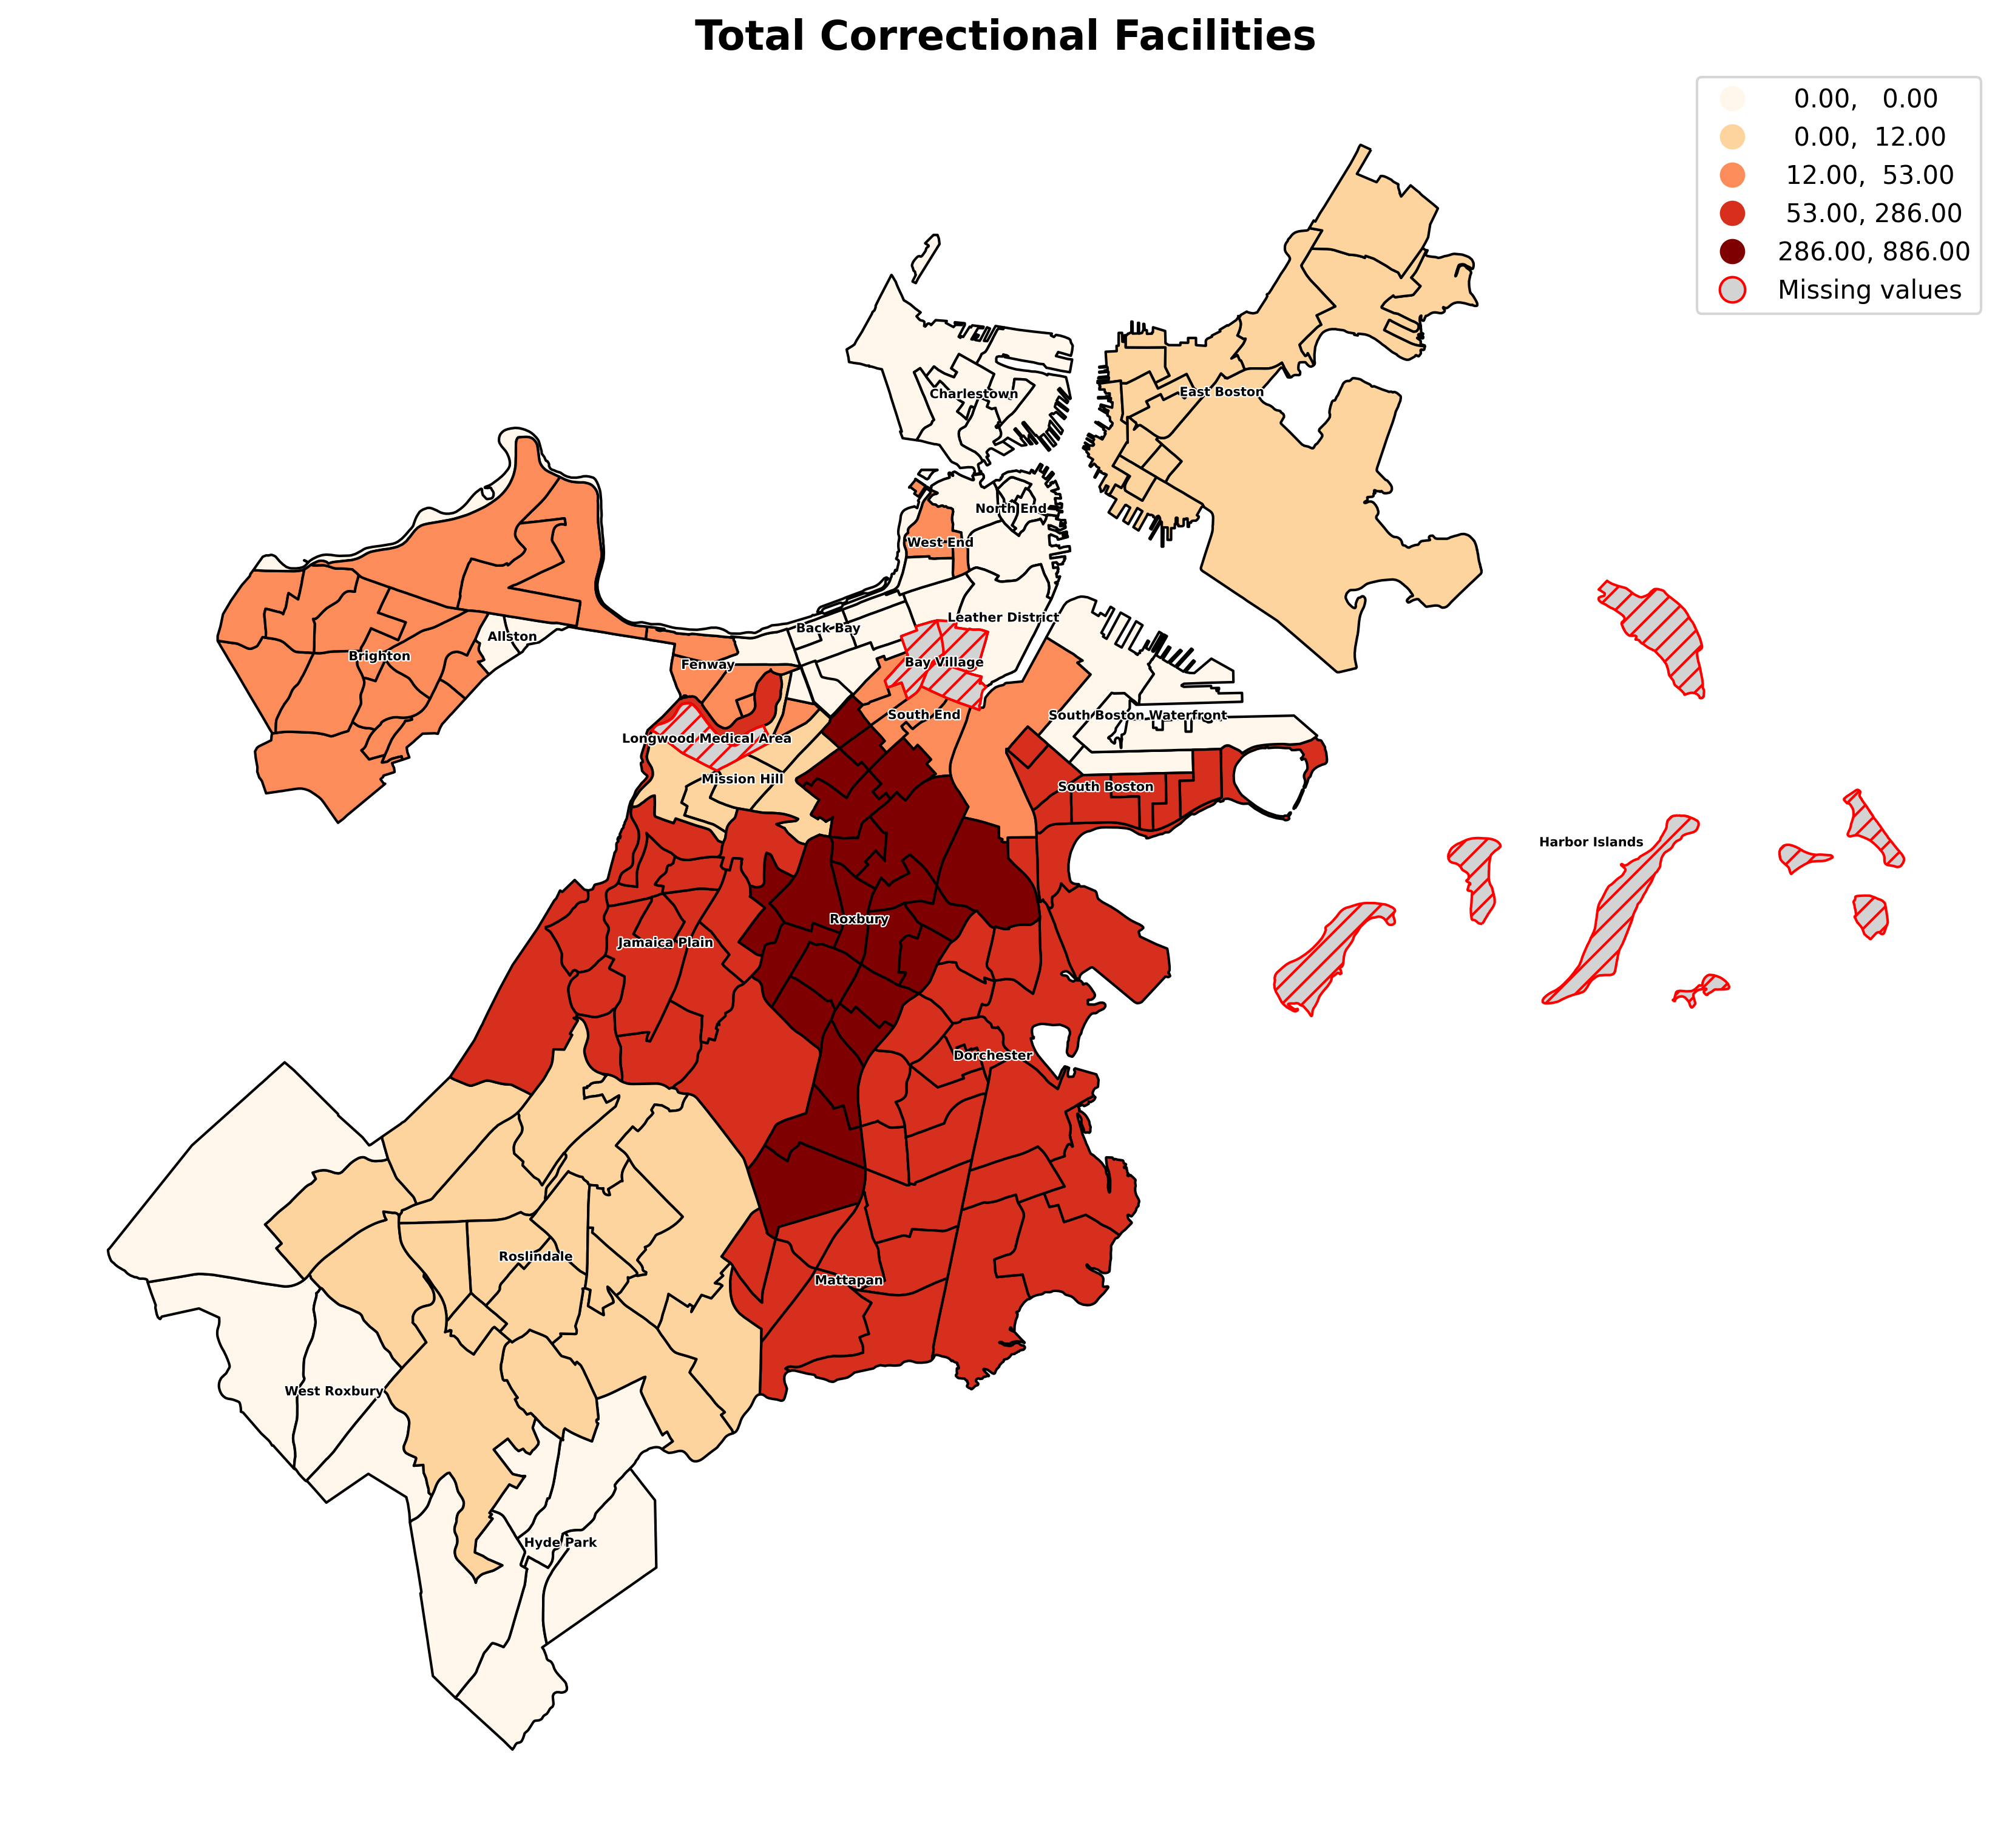 Total Correctional Facilities
0.00, 0.00
0.00, 12.00
12.00, 53.00
53.00, 286.00
286.00, 886.00
Missing values
Charlestown
East Boston
North End
West End
Leather District
Back Bay
Allston
Brighton
Fenway
Bay Village
South End
South Boston Waterfront
Longwood Medical Area
Mission Hill
South Boston
Harbor Islands
Roxbury
Jamaica Plain
Dorchester
Roslindale
Mattapan
West Roxbury
Hyde Park